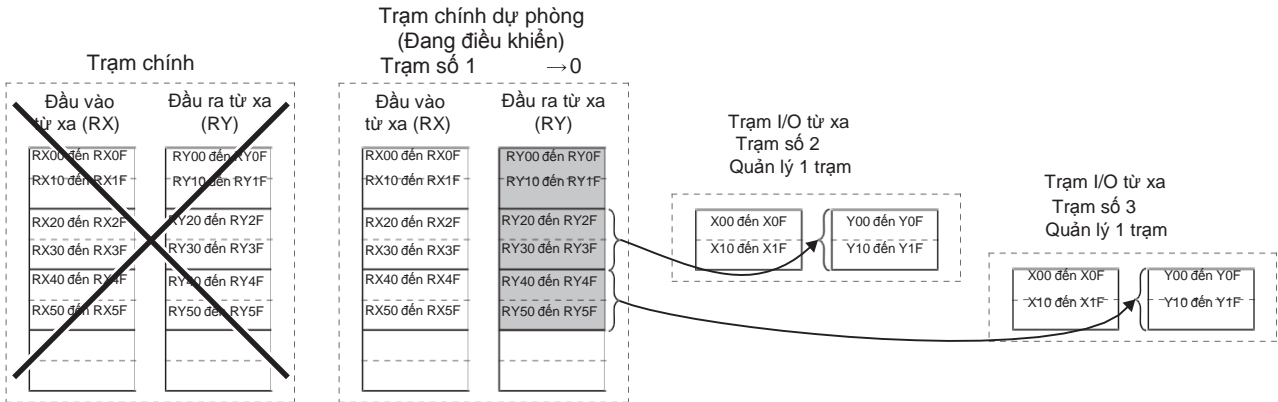 Trạm chính
Đầu vào
từ xa (RX)
Đầu ra từ xa
(RY)
RX00 đến RX0F
RX10 đến RX1F
RX20 đến RX2F
RX30 đến RX3F
RX40 đến RX4F
RX50 đến RX5F
RY00 đến RY0F
RY10 đến RY1F
RY20 đến RY2F
RY30 đến RY3F
RY40 đến RY4F
RY50 đến RY5F
Trạm chính dự phòng
(Đang điều khiển)
Trạm số 1 →0
Đầu vào
từ xa (RX)
Đầu ra từ xa
(RY)
RX00 đến RX0F
RX10 đến RX1F
RX20 đến RX2F
RX30 đến RX3F
RX40 đến RX4F
RX50 đến RX5F
RY00 đến RY0F
RY10 đến RY1F
RY20 đến RY2F
RY30 đến RY3F
RY40 đến RY4F
RY50 đến RY5F
Trạm I/O từ xa
Trạm số 2
Quản lý 1 trạm
X00 đến X0F
X10 đến X1F
Y00 đến Y0F
Y10 đến Y1F
Trạm I/O từ xa
Trạm số 3
Quản lý 1 trạm
X00 đến X0F
X10 đến X1F
Y00 đến Y0F
Y10 đến Y1F